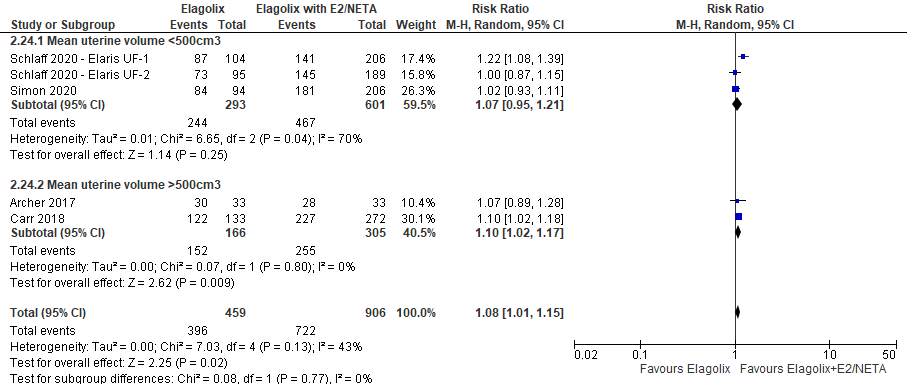 Elagolix Elagolix with E2/NETA Risk Ratio Risk Ratio
Study or Subgroup Events Total Events Total Weight M-H, Random, 95% CI M-H, Random, 95% CI
2.24.1 Mean uterine volume <500cm3
Schlaff 2020 - Elaris UF-1 87 104 141 206 17.4% 1.22 [1.08, 1.39]
Schlaff 2020 - Elaris UF-2 73 95 145 189 15.8% 1.00 [0.87, 1.15]
Simon 2020 84 94 181 206 26.3% 1.02 [0.93, 1.11]
Subtotal (95% CI) 293 601 59.5% 1.07 [0.95, 1.21]
Total events 244 467
Heterogeneity: Tau² = 0.01; Chi² = 6.65, df = 2 (P = 0.04); I² = 70%
Test for overall effect: Z = 1.14 (P = 0.25)
2.24.2 Mean uterine volume >500cm3
Archer 2017 30 33 28 33 10.4% 1.07 [0.89, 1.28]
Carr 2018 122 133 227 272 30.1% 1.10 [1.02, 1.18]
Subtotal (95% CI) 166 305 40.5% 1.10 [1.02, 1.17]
Total events 152 255
Heterogeneity: Tau² = 0.00; Chi² = 0.07, df = 1 (P = 0.80); I² = 0%
Test for overall effect: Z = 2.62 (P = 0.009)
Total (95% CI) 459 906 100.0% 1.08 [1.01, 1.15]
Total events 396 722
Heterogeneity: Tau² = 0.00; Chi² = 7.03, df = 4 (P = 0.13); I² = 43%
Test for overall effect: Z = 2.25 (P = 0.02)
Test for subgroup differences: Chi² = 0.08, df = 1 (P = 0.77), I² = 0%
0.02 0.1 1 10 50
Favours Elagolix Favours Elagolix+E2/NETA